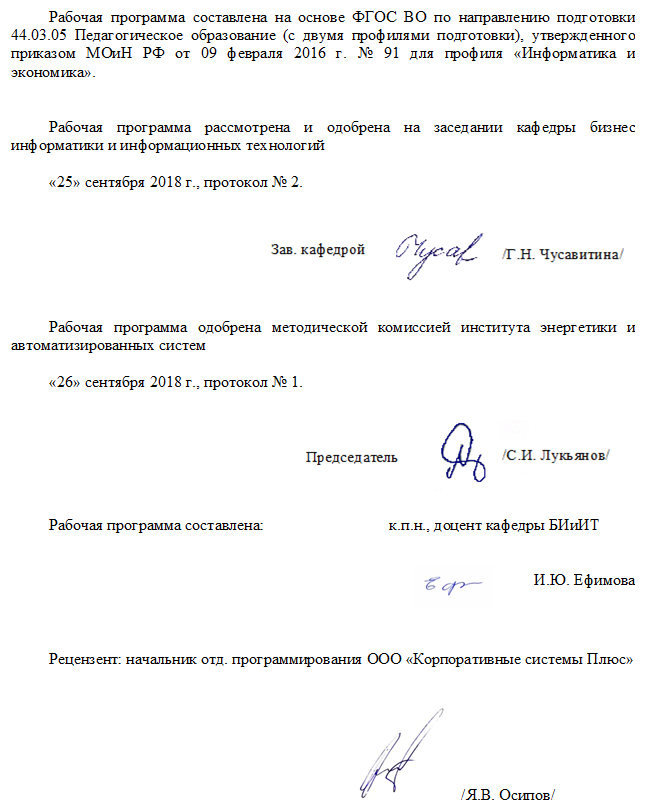 Рабочая программа составлена на основе ФГОС ВО по направлению подготовки
44.03.05 Педагогическое образование (с двумя профилями подготовки), утвержденного
приказом МОиН РФ от 09 февраля 2016 г. № 91 для профиля «Информатика и
экономика».
Рабочая программа рассмотрена и одобрена на заседании кафедры бизнес
информатики и информационных технологий
«25» сентября 2018 г., протокол № 2.
Зав. кафедрой Чусав /Г.Н. Чусавитина/
Рабочая программа одобрена методической комиссией института энергетики и
автоматизированных систем
«26» сентября 2018 г., протокол № 1.
Председатель /С.И. Лукьянов/
Рабочая программа составлена: к.п.н., доцент кафедры БИиИТ
Ефи И.Ю. Ефимова
Рецензент: начальник отд. программирования ООО «Корпоративные системы Плюс»
/Я.В. Осипов/